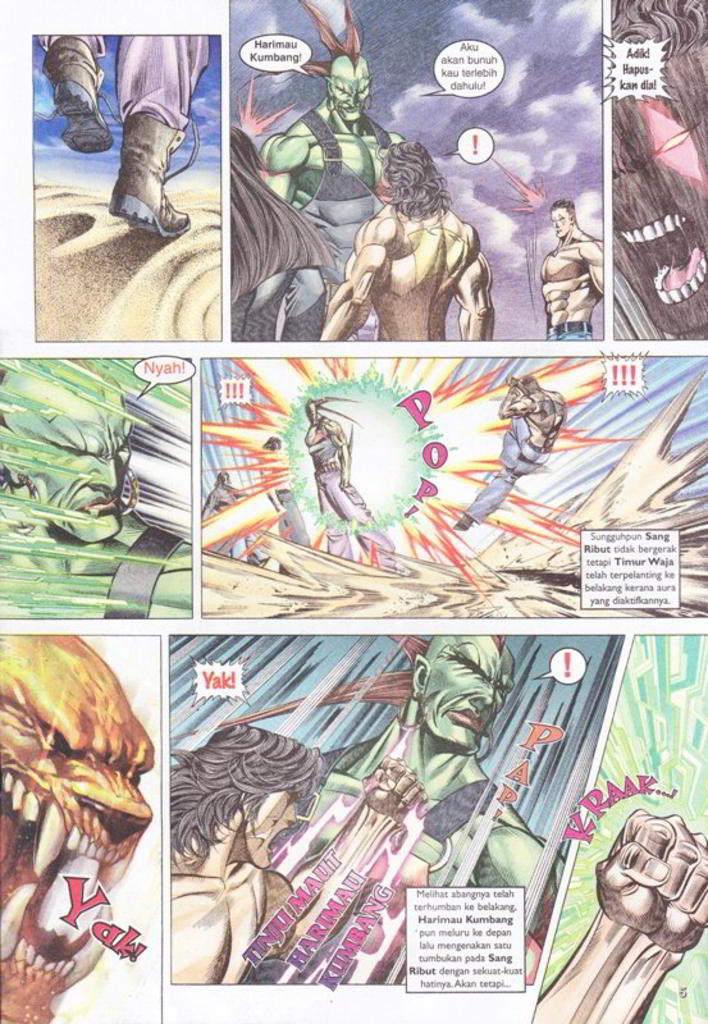 Harimau
Kumbang!
Aku
akan bunuh
kau terlebih
dahulu!
!
Adik!
Hapus-
kan dia!
Nyah!
!!!
POP!
!!!
Sungguhpun Sang
Ribut tidak bergerak
tetapi Timur Waja
telah terpelanting ke
belakang kerana aura
yang diaktifkannya.
Yak!
!
PAP!
TINJU MAUT
HARIMAU
KUMBANG
KRAAK....
Melihat abangnya telah
terhumban ke belakang,
Harimau Kumbang
pun meluru ke depan
lalu mengenakan satu
tumbukan pada Sang
Ribut dengan sekuat-kuat
hatinya. Akan tetapi...